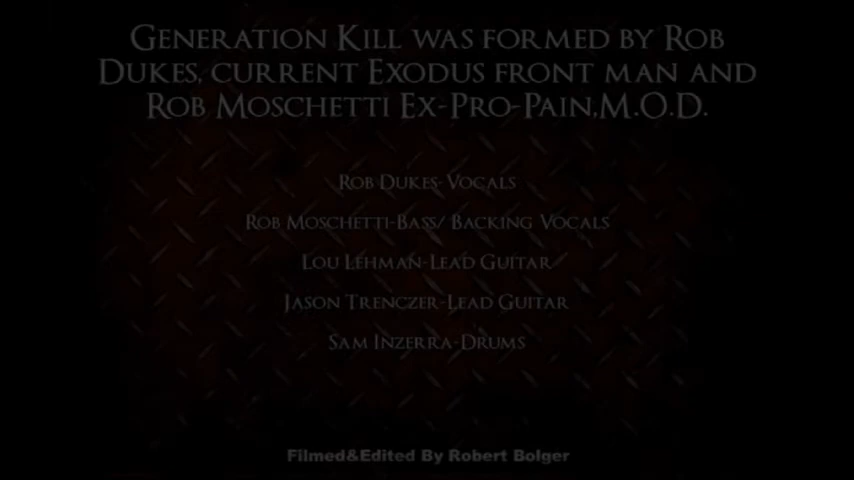 Generation Kill was formed by Rob
Dukes, current Exodus front man and
Rob Moschetti Ex-Pro-Pain,M.O.D.
Rob Dukes-Vocals
Rob Moschetti-Bass/ Backing Vocals
Lou Lehman-Lead Guitar
Jason Trenczer-Lead Guitar
Sam Inzerra-Drums
Filmed&Edited By Robert Bolger